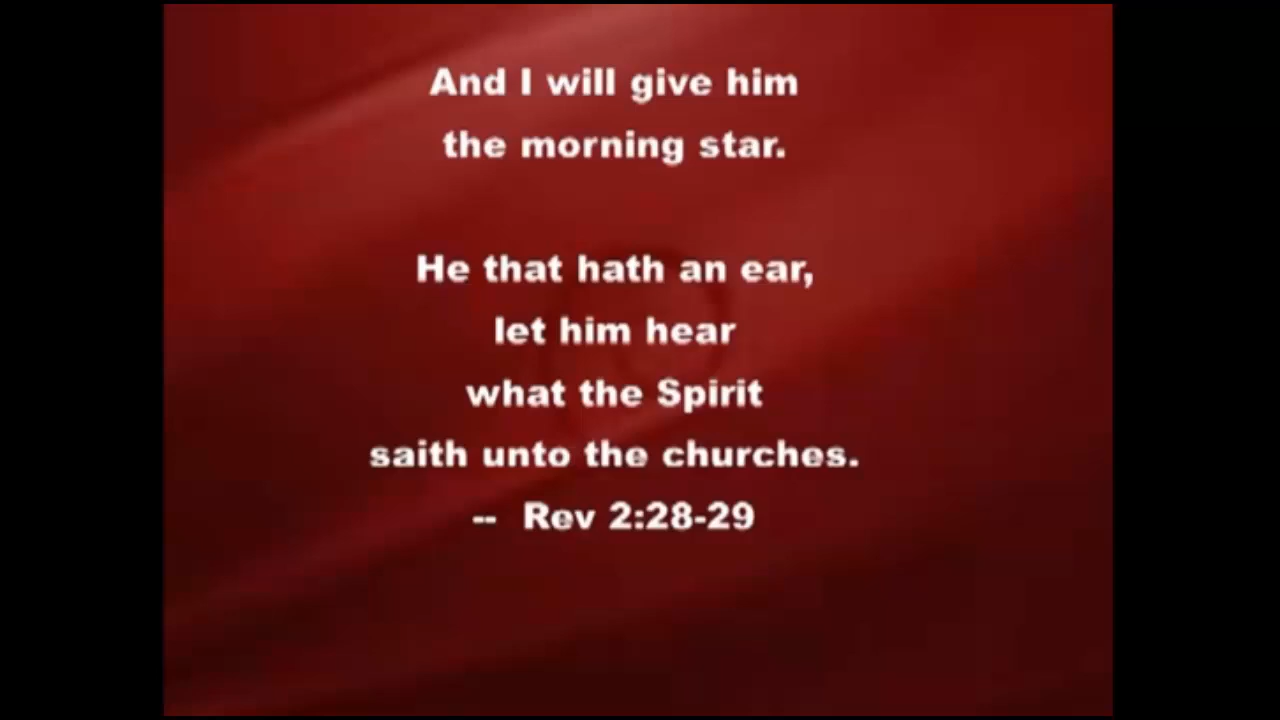 And I will give him
the morning star.
He that hath an ear,
let him hear
what the Spirit
saith unto the churches.
-- Rev 2:28-29